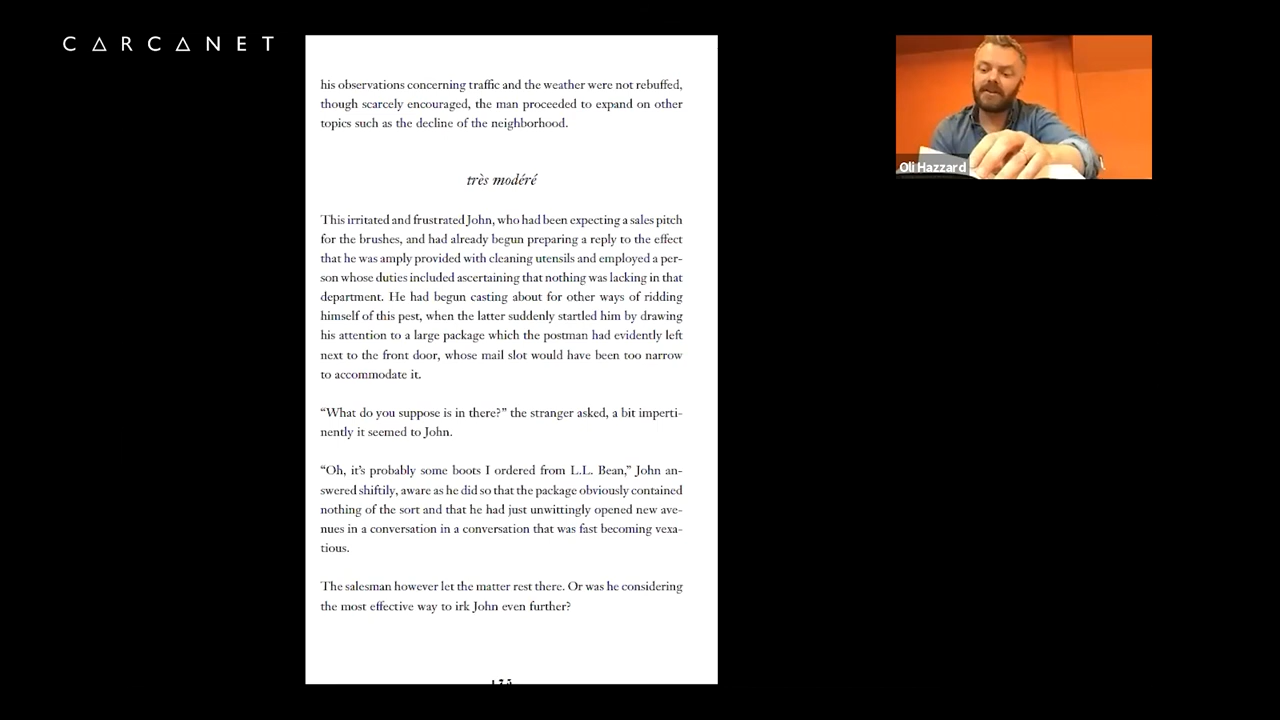 CARCANET
his observations concerning traffic and the weather were not rebuffed,
though scarcely encouraged, the man proceeded to expand on other
topics such as the decline of the neighborhood.
très modéré
This irritated and frustrated John, who had been expecting a sales pitch
for the brushes, and had already begun preparing a reply to the effect
that he was amply provided with cleaning utensils and employed a per-
son whose duties included ascertaining that nothing was lacking in that
department. He had begun casting about for other ways of ridding
himself of this pest, when the latter suddenly startled him by drawing
his attention to a large package which the postman had evidently left
next to the front door, whose mail slot would have been too narrow
to accommodate it.
“What do you suppose is in there?” the stranger asked, a bit imperti-
nently it seemed to John.
“Oh, it’s probably some boots I ordered from L.L. Bean,” John an-
swered shiftily, aware as he did so that the package obviously contained
nothing of the sort and that he had just unwittingly opened new ave-
nues in a conversation in a conversation that was fast becoming vexa-
tious.
The salesman however let the matter rest there. Or was he considering
the most effective way to irk John even further?
Oli Hazzard